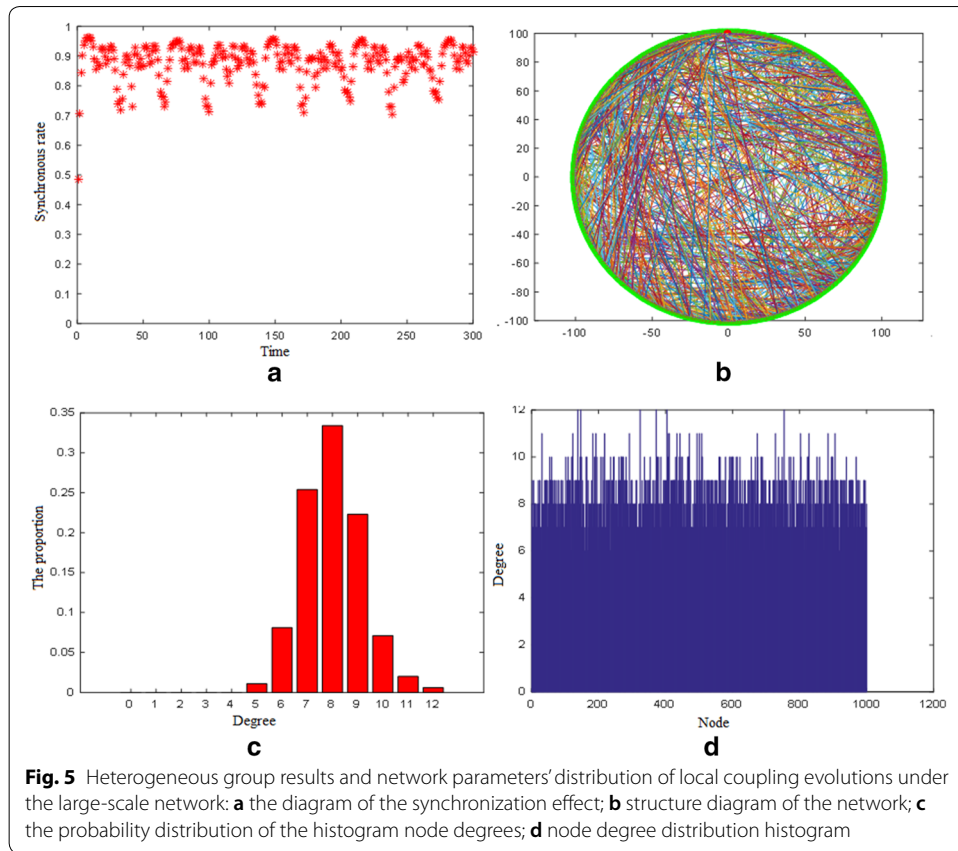 1
0.9
0.8
0.7
0.6
0.5
0.4
0.3
0.2
0.1
0
Synchronous rate
0 50 100 150 200 250 300
Time
a
100
80
60
40
20
0
-20
-40
-60
-80
-100
-100 -50 0 50 100
b
0.35
0.3
0.25
0.2
0.15
0.1
0.05
0
The proportion
0 1 2 3 4 5 6 7 8 9 10 11 12
Degree
c
12
10
8
6
4
2
0
Degree
0 200 400 600 800 1000 1200
Node
d
Fig. 5 Heterogeneous group results and network parameters' distribution of local coupling evolutions under
the large-scale network: a the diagram of the synchronization effect; b structure diagram of the network; c
the probability distribution of the histogram node degrees; d node degree distribution histogram